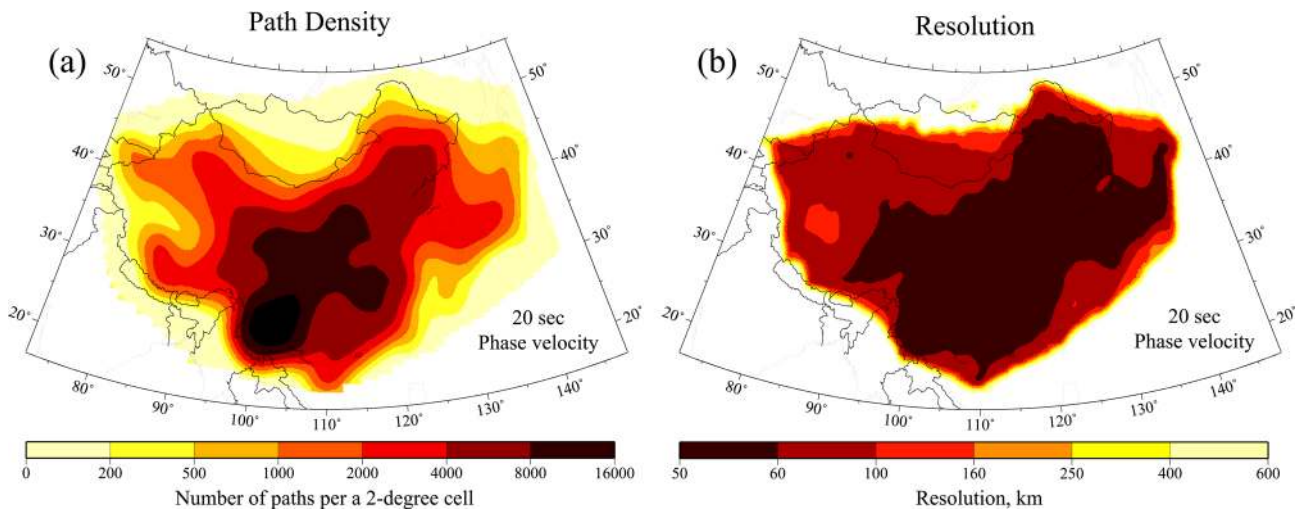 Path Density
(a)
50°
50°
40°
40°
30°
30°
20°
20°
20 sec
Phase velocity
80°
90°
100°
110°
120°
130°
140°
0 200 500 1000 2000 4000 8000 16000
Number of paths per a 2-degree cell
Resolution
(b)
50°
50°
40°
40°
30°
30°
20°
20°
20 sec
Phase velocity
80°
90°
100°
110°
120°
130°
140°
50 60 100 160 250 400 600
Resolution, km